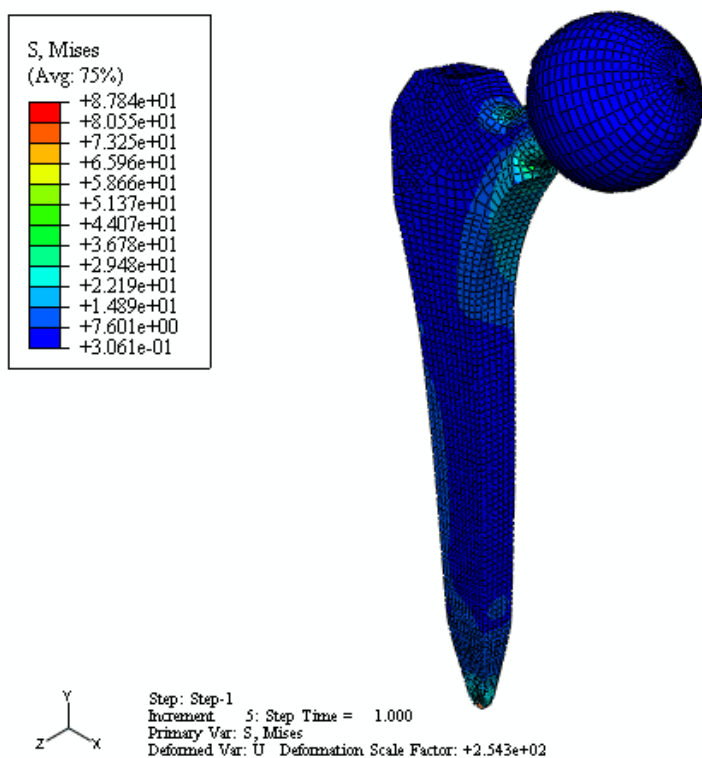 S, Mises
(Avg: 75%)
+8.784e+01
+8.055e+01
+7.325e+01
+6.596e+01
+5.866e+01
+5.137e+01
+4.407e+01
+3.678e+01
+2.948e+01
+2.219e+01
+1.489e+01
+7.601e+00
+3.061e-01
Y
Z X
Step: Step-1
Increment 5: Step Time = 1.000
Primary Var: S, Mises
Deformed Var: U Deformation Scale Factor: +2.543e+02